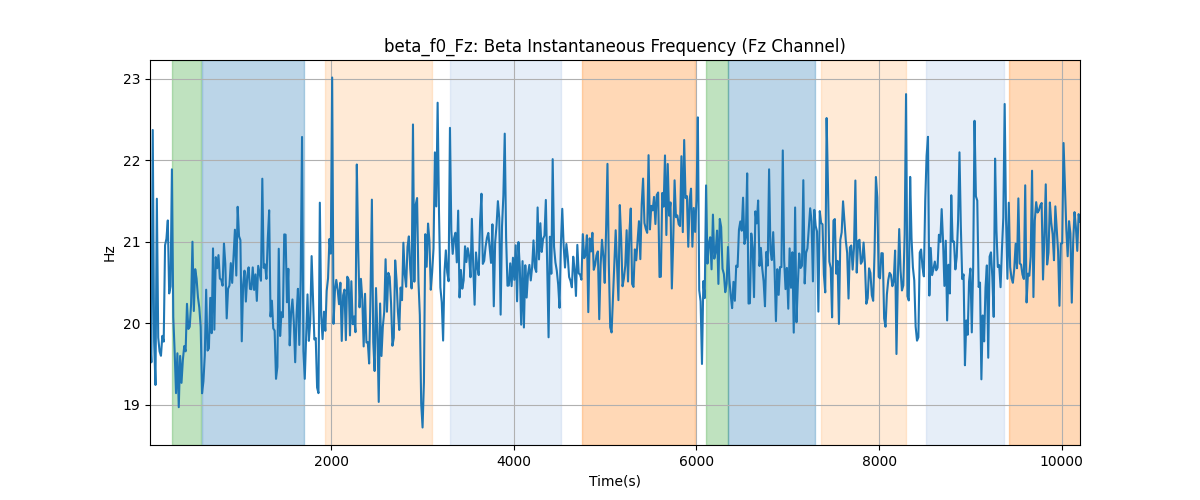 beta_f0_Fz: Beta Instantaneous Frequency (Fz Channel)
Hz
23
22
21
20
19
2000 4000 6000 8000 10000
Time(s)